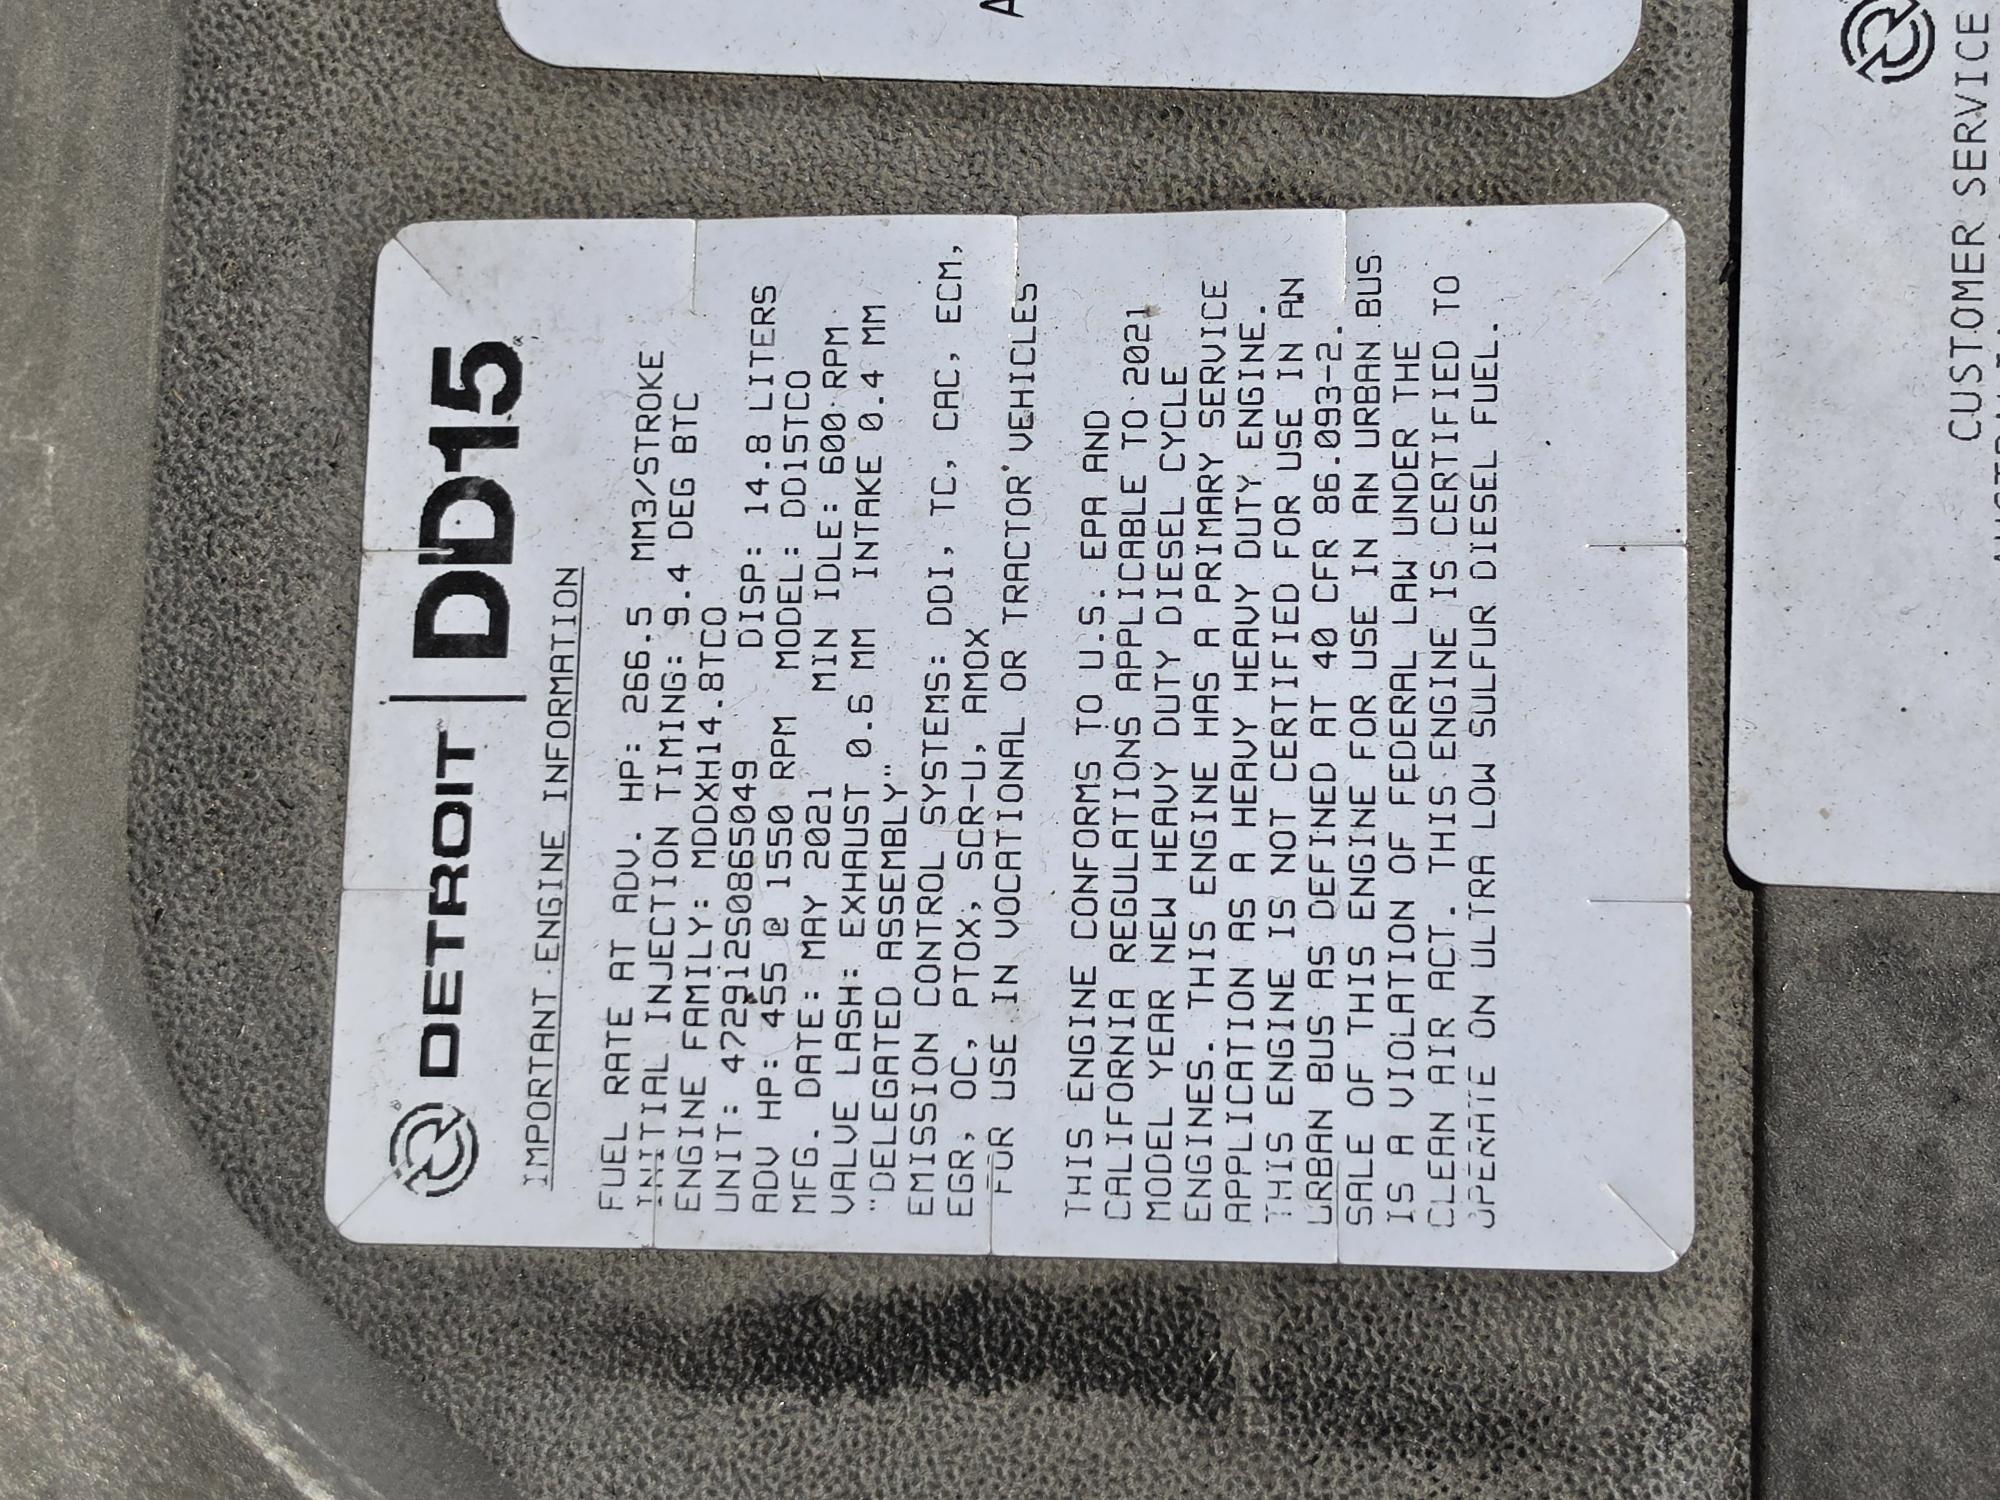 DETROIT | DD15
IMPORTANT ENGINE INFORMATION
FUEL RATE AT ADV. HP: 266.5 MM3/STROKE
INITIAL INJECTION TIMING: 9.4 DEG BTC
ENGINE FAMILY: MDDXH14.8TCO
UNIT: 472912S0865049 DISP: 14.8 LITERS
ADV HP: 455 @ 1550 RPM MODEL: DD15TCO
MFG. DATE: MAY 2021 MIN IDLE: 600 RPM
VALVE LASH: EXHAUST 0.6 MM INTAKE 0.4 MM
"DELEGATED ASSEMBLY"
EMISSION CONTROL SYSTEMS: DDI, TC, CAC, ECM,
EGR, OC, PTOX, SCR-U, AMOX
FOR USE IN VOCATIONAL OR TRACTOR VEHICLES
THIS ENGINE CONFORMS TO U.S. EPA AND
CALIFORNIA REGULATIONS APPLICABLE TO 2021
MODEL YEAR NEW HEAVY DUTY DIESEL CYCLE
ENGINES. THIS ENGINE HAS A PRIMARY SERVICE
APPLICATION AS A HEAVY HEAVY DUTY ENGINE.
THIS ENGINE IS NOT CERTIFIED FOR USE IN AN
URBAN BUS AS DEFINED AT 40 CFR 86.093-2.
SALE OF THIS ENGINE FOR USE IN AN URBAN BUS
IS A VIOLATION OF FEDERAL LAW UNDER THE
CLEAN AIR ACT. THIS ENGINE IS CERTIFIED TO
OPERATE ON ULTRA LOW SULFUR DIESEL FUEL.
CUSTOMER SERVICE